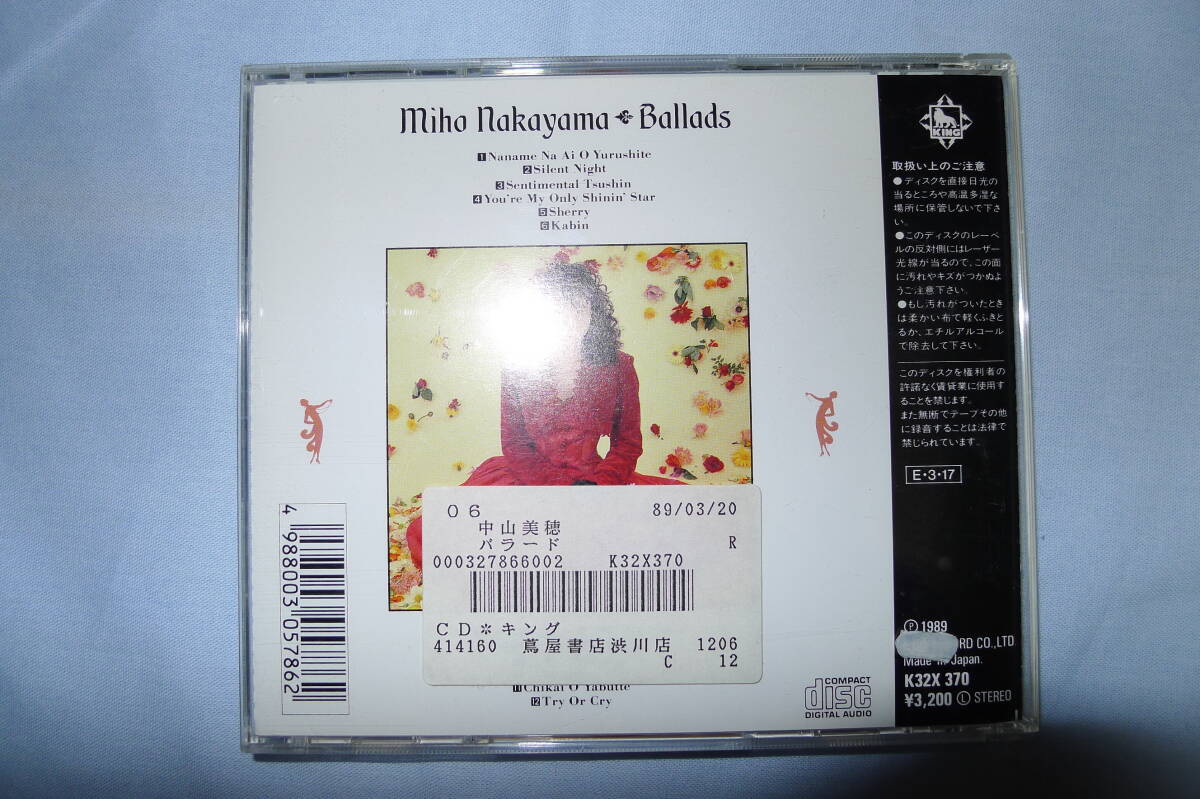 Miho Nakayama Ballads
1 Naname Na Ai O Yurushite
2 Silent Night
3 Sentimental Tsushin
4 You're My Only Shinin' Star
5 Sherry
6 Kabin
06 89/03/20
中山美穂
バラード R
000327866002 K32X370
CD＊キング
414160 蔦屋書店渋川店 1206
C 12
11 Chikai O Yabutte
12 Try Or Cry
4 988003 057862
COMPACT
disc
DIGITAL AUDIO
KING
取扱い上のご注意
●ディスクを直接日光の
当るところや高温多湿な
場所に保管しないで下さ
い。
●このディスクのレーベ
ルの反対側にはレーザー
光線が当るので、この面
に汚れやキズがつかぬよ
うご注意下さい。
●もし汚れがついたとき
は柔かい布で軽くふきと
るか、エチルアルコール
で除去して下さい。
このディスクを権利者の
許諾なく賃貸業に使用す
ることを禁じます。
また無断でテープその他
に録音することは法律で
禁じられています。
E・3・17
Ⓟ 1989
ORD CO.,LTD
Made in Japan.
K32X 370
¥3,200 Ⓛ STEREO